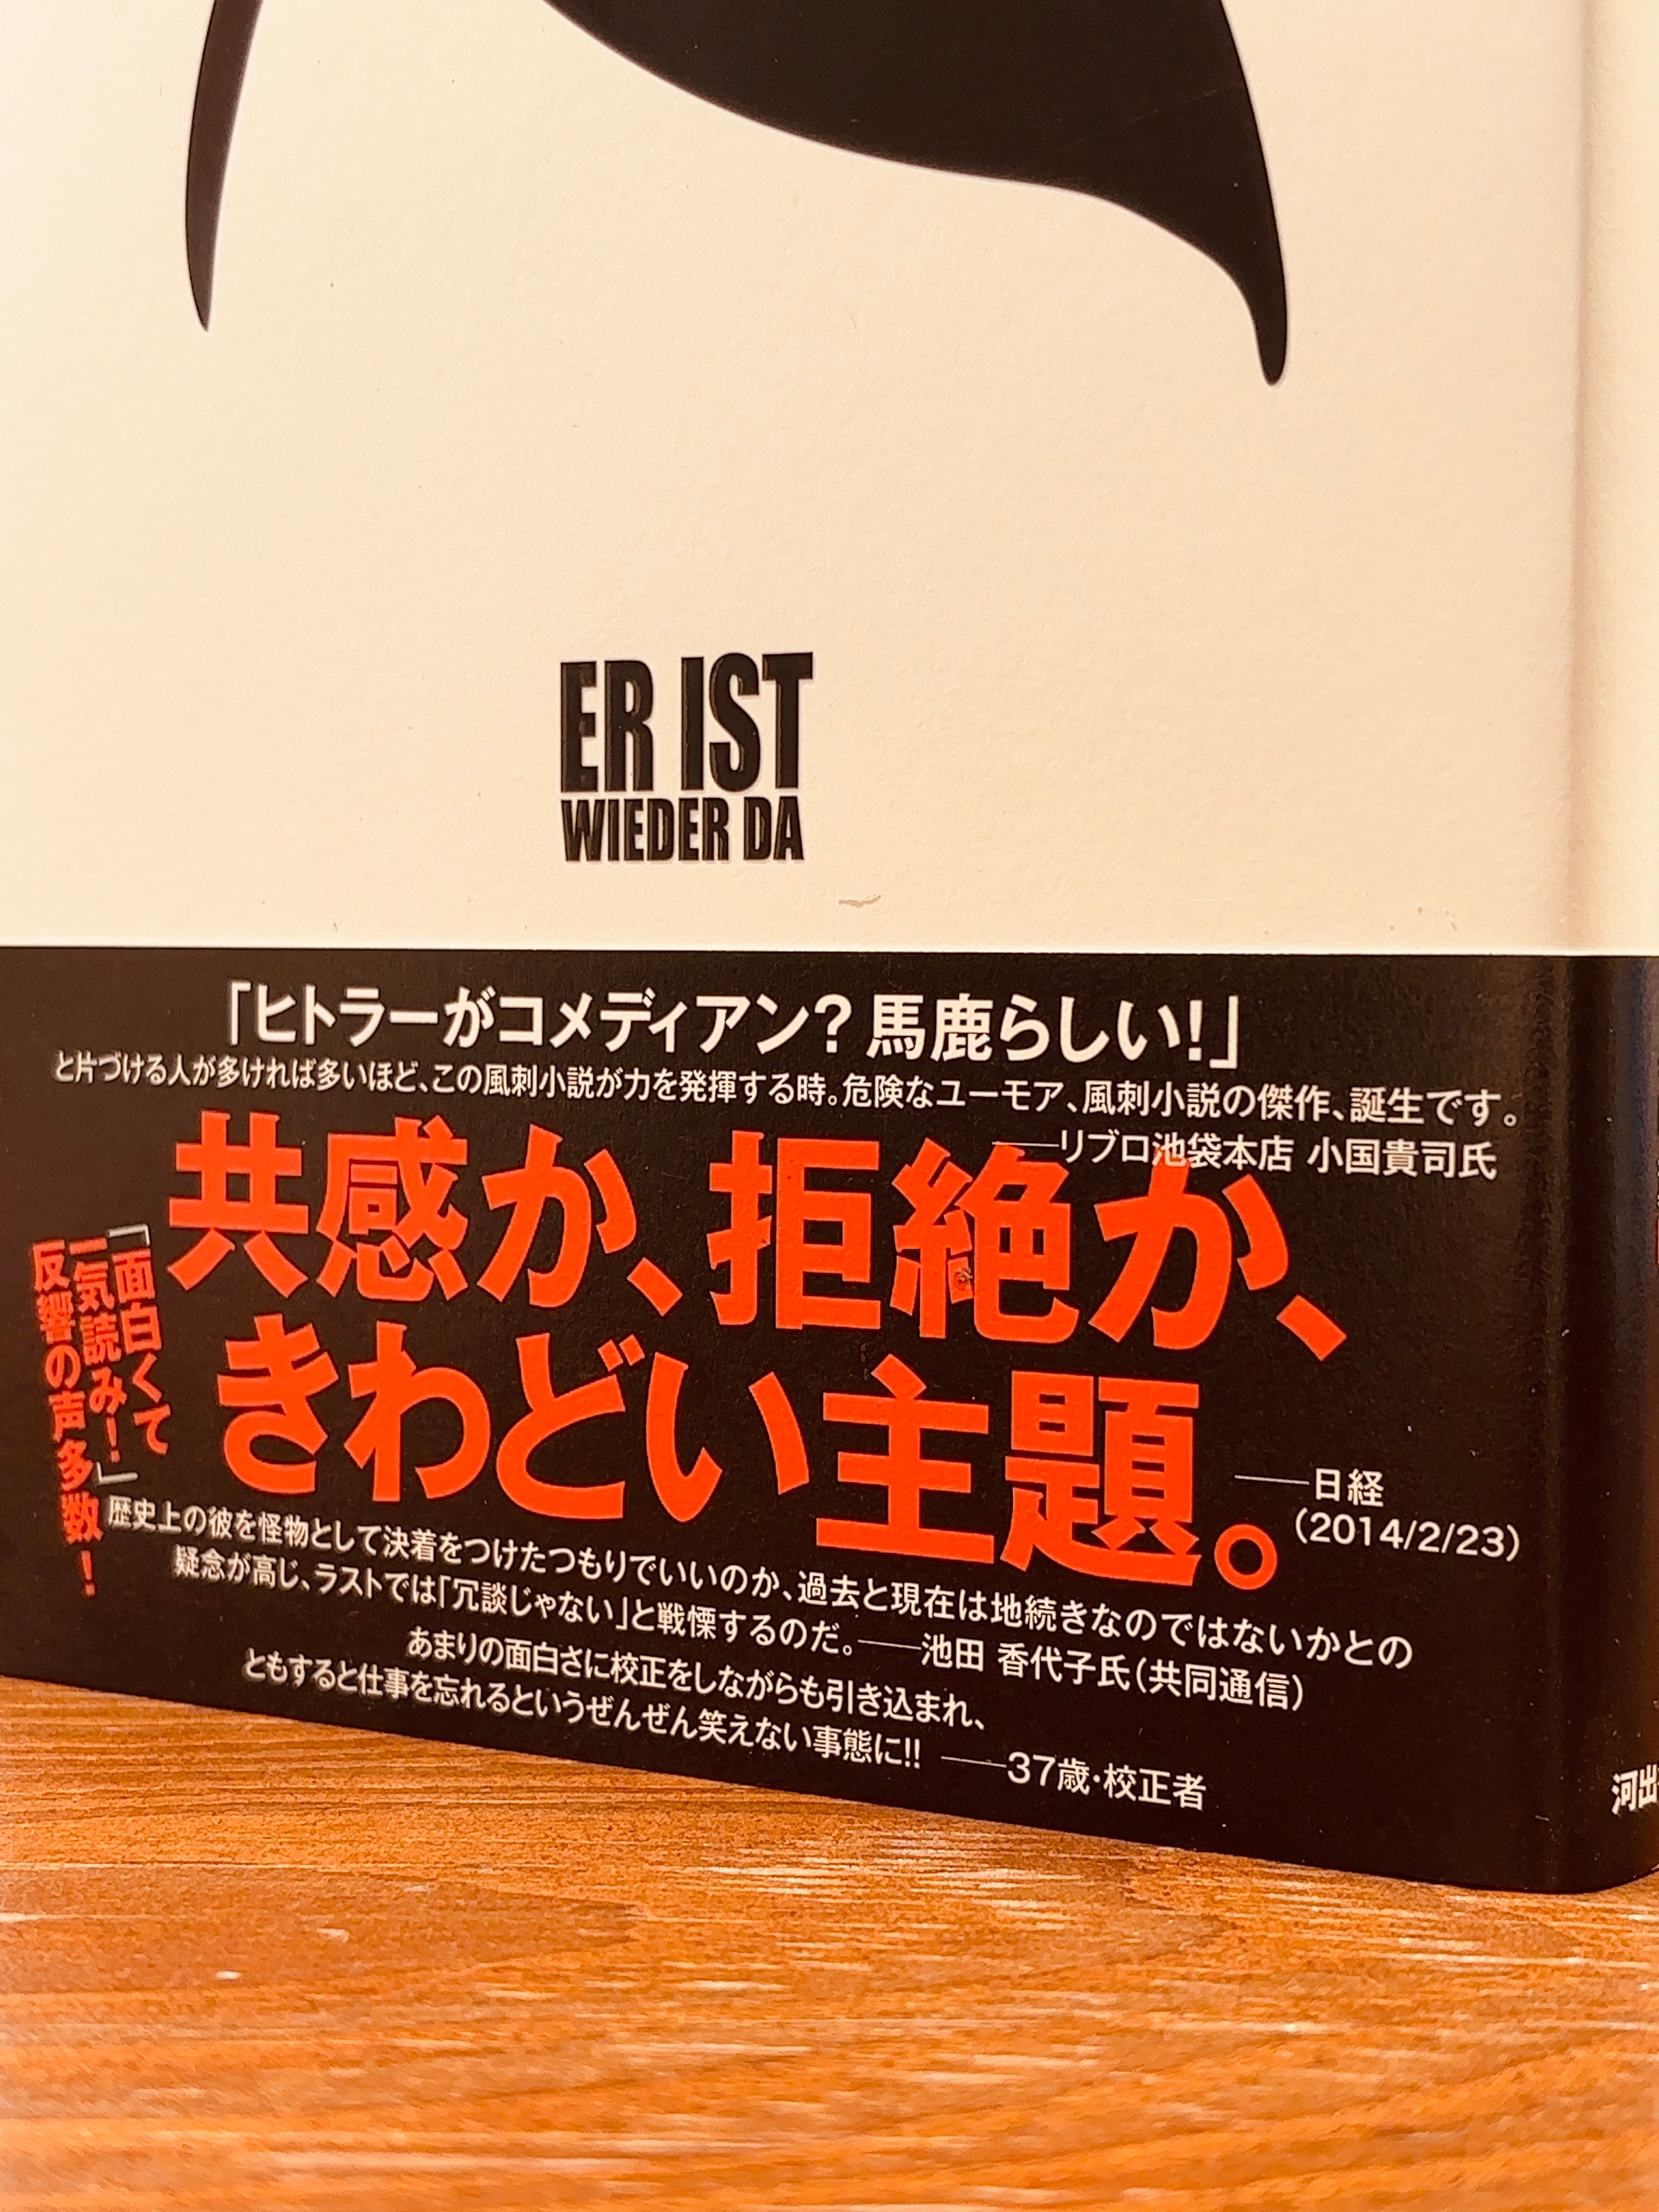 ER IST
WIEDER DA
「ヒトラーがコメディアン？馬鹿らしい！」
と片づける人が多ければ多いほど、この風刺小説が力を発揮する時。危険なユーモア、風刺小説の傑作、誕生です。
――リブロ池袋本店 小国貴司氏
共感か、拒絶か、
きわどい主題。
――日経
（2014/2/23）
「面白くて
一気読み！」
反響の声多数！
歴史上の彼を怪物として決着をつけたつもりでいいのか、過去と現在は地続きなのではないかとの
疑念が高じ、ラストでは「冗談じゃない」と戦慄するのだ。――池田 香代子氏（共同通信）
あまりの面白さに校正をしながらも引き込まれ、
ともすると仕事を忘れるというぜんぜん笑えない事態に!! ――37歳・校正者
河出